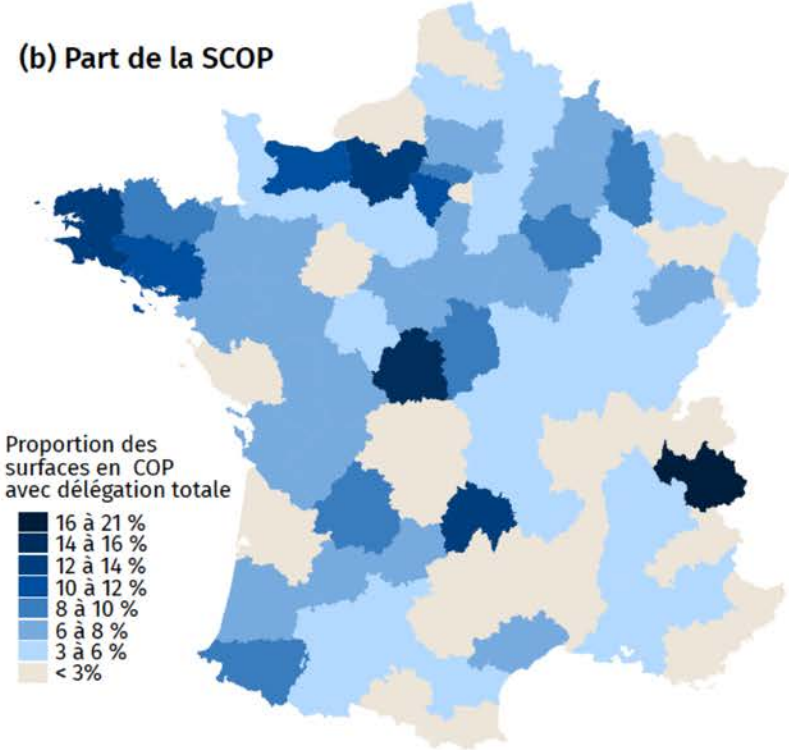 (b) Part de la SCOP
Proportion des
surfaces en COP
avec délégation totale
16 à 21 %
14 à 16 %
12 à 14 %
10 à 12 %
8 à 10 %
6 à 8 %
3 à 6 %
< 3%